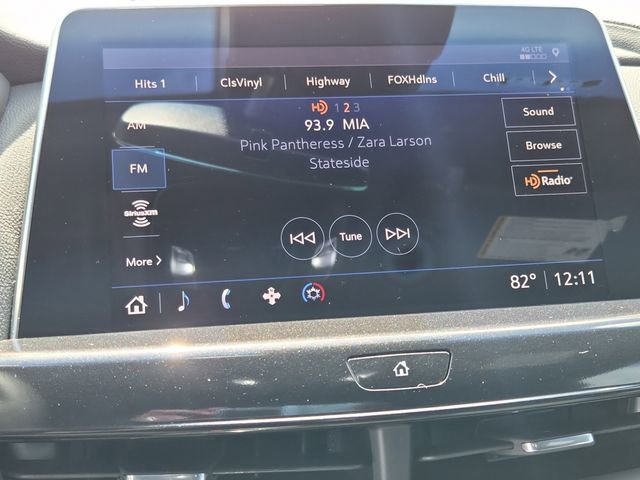 4G LTE
Hits 1 ClsVinyl Highway FOXHdlns Chill >
HD 1 2 3
AM
93.9 MIA
Sound
Pink Pantheress / Zara Larson
Browse
FM
Stateside
HD Radio
SiriusXM
Tune
More >
82° 12:11